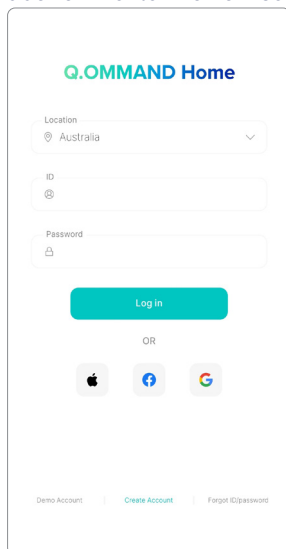 Q.OMMAND Home
Location
Australia
ID
Password
Log in
OR
Demo Account
Create Account
Forgot ID/password